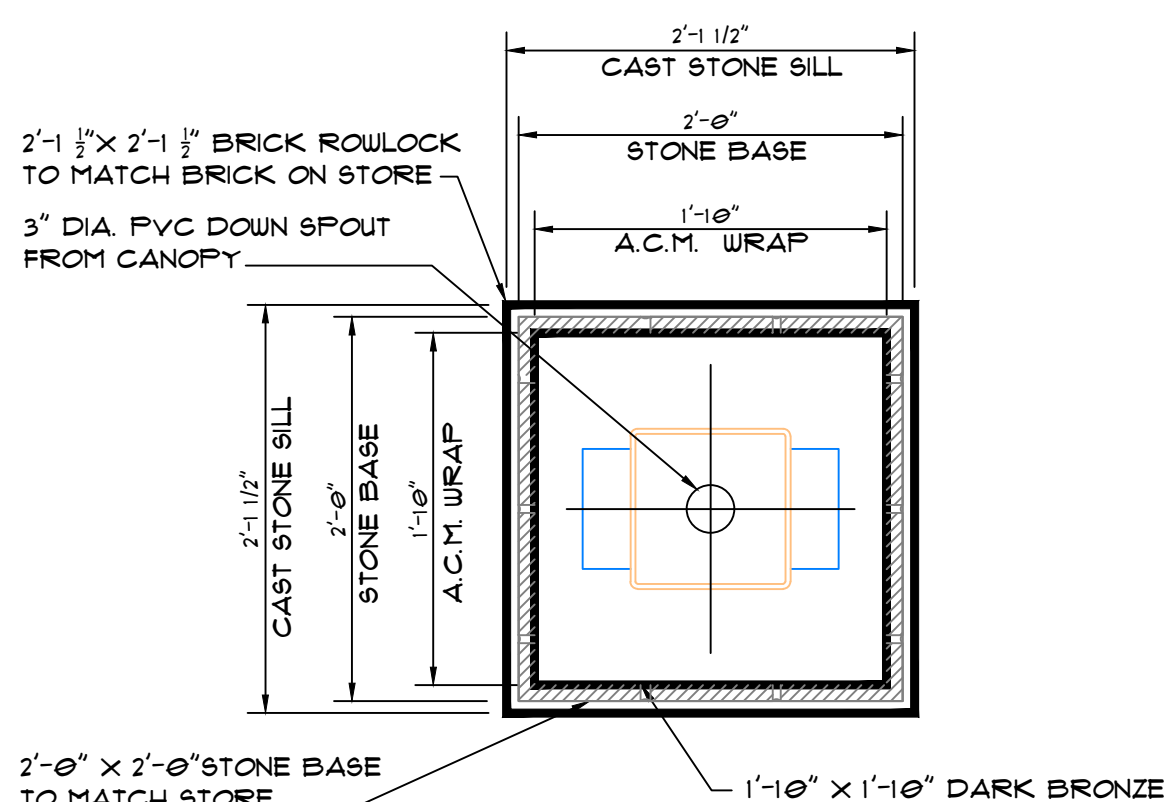 2'-1 1/2"
CAST STONE SILL
2'-0"
STONE BASE
1'-10"
A.C.M. WRAP
2'-1 1/2" X 2'-1 1/2" BRICK ROWLOCK
TO MATCH BRICK ON STORE
3" DIA. PVC DOWN SPOUT
FROM CANOPY
2'-1 1/2"
CAST STONE SILL
2'-0"
STONE BASE
1'-10"
A.C.M. WRAP
2'-0" X 2'-0"STONE BASE
TO MATCH STORE
1'-10" X 1'-10" DARK BRONZE